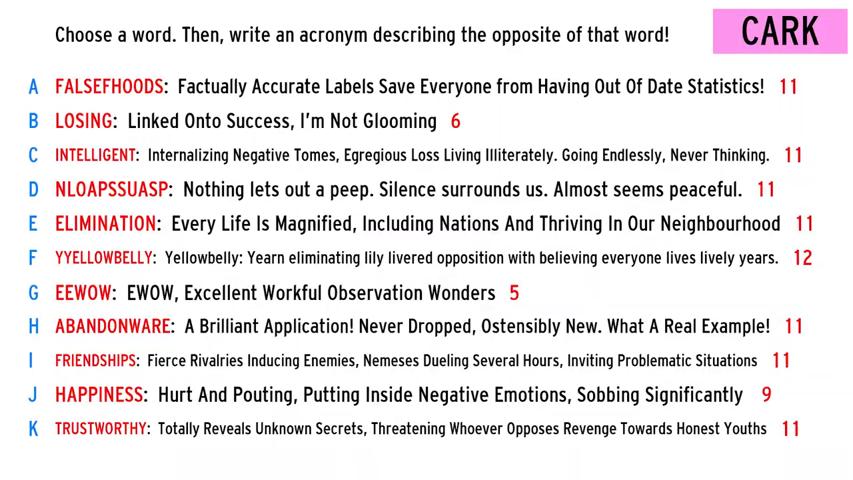 Choose a word. Then, write an acronym describing the opposite of that word!
CARK
A FALSEFHOODS: Factually Accurate Labels Save Everyone from Having Out Of Date Statistics! 11
B LOSING: Linked Onto Success, I'm Not Glooming 6
C INTELLIGENT: Internalizing Negative Tomes, Egregious Loss Living Illiterately. Going Endlessly, Never Thinking. 11
D NLOAPSSUASP: Nothing lets out a peep. Silence surrounds us. Almost seems peaceful. 11
E ELIMINATION: Every Life Is Magnified, Including Nations And Thriving In Our Neighbourhood 11
F YYELLOWBELLY: Yellowbelly: Yearn eliminating lily livered opposition with believing everyone lives lively years. 12
G EEWOW: EWOW, Excellent Workful Observation Wonders 5
H ABANDONWARE: A Brilliant Application! Never Dropped, Ostensibly New. What A Real Example! 11
I FRIENDSHIPS: Fierce Rivalries Inducing Enemies, Nemeses Dueling Several Hours, Inviting Problematic Situations 11
J HAPPINESS: Hurt And Pouting, Putting Inside Negative Emotions, Sobbing Significantly 9
K TRUSTWORTHY: Totally Reveals Unknown Secrets, Threatening Whoever Opposes Revenge Towards Honest Youths 11